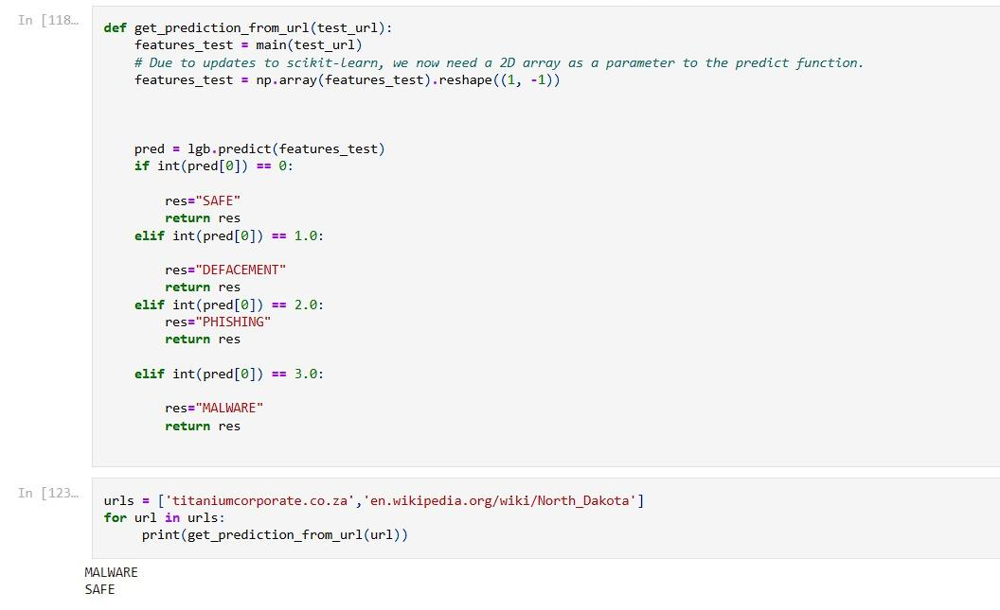 In [118…
def get_prediction_from_url(test_url):
    features_test = main(test_url)
    # Due to updates to scikit-learn, we now need a 2D array as a parameter to the predict function.
    features_test = np.array(features_test).reshape((1, -1))
    pred = lgb.predict(features_test)
    if int(pred[0]) == 0:
        res="SAFE"
        return res
    elif int(pred[0]) == 1.0:
        res="DEFACEMENT"
        return res
    elif int(pred[0]) == 2.0:
        res="PHISHING"
        return res
    elif int(pred[0]) == 3.0:
        res="MALWARE"
        return res
In [123…
urls = ['titaniumcorporate.co.za','en.wikipedia.org/wiki/North_Dakota']
for url in urls:
     print(get_prediction_from_url(url))
MALWARE
SAFE